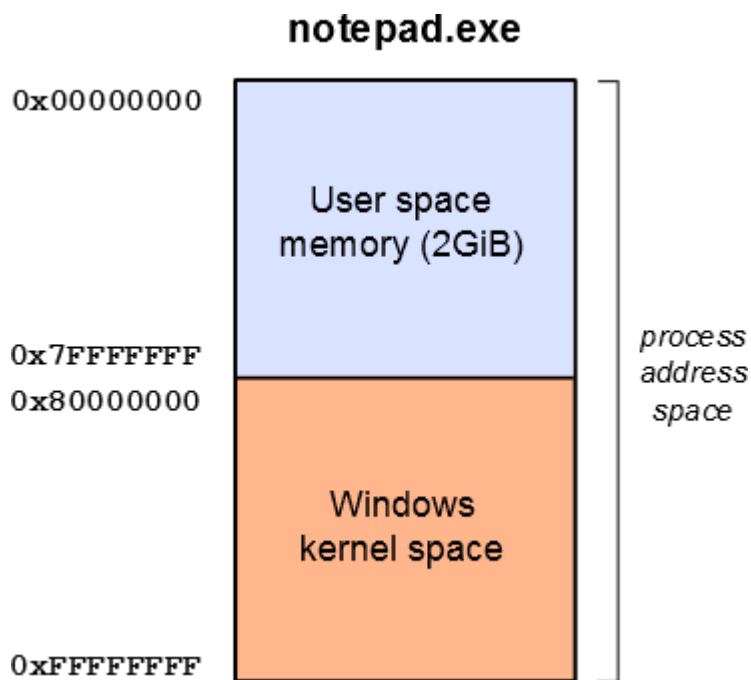 notepad.exe
0x00000000
User space
memory (2GiB)
0x7FFFFFFF
0x80000000
process
address
space
Windows
kernel space
0xFFFFFFFF